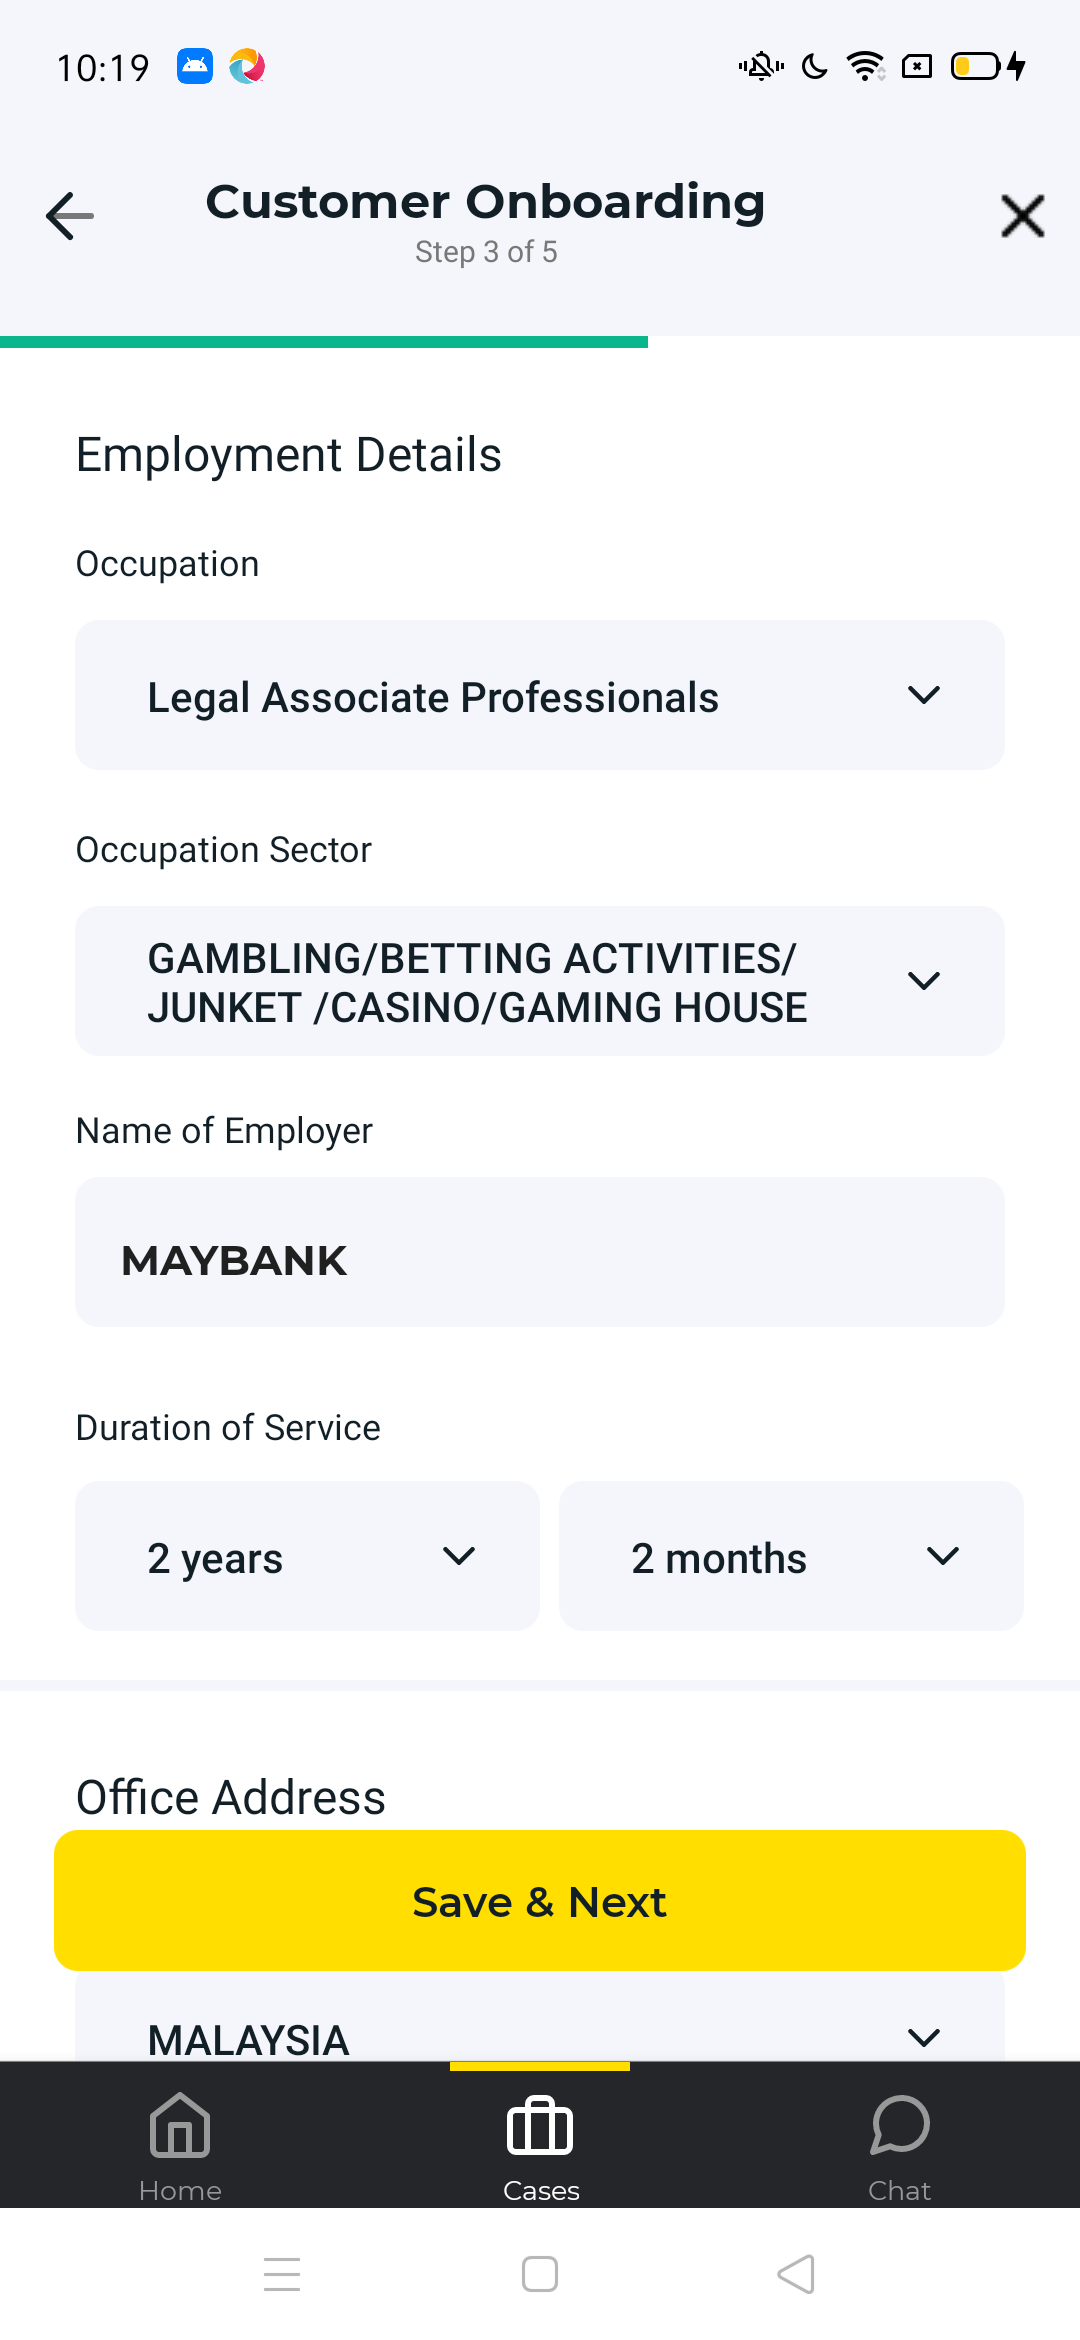 10:19
Customer Onboarding
Step 3 of 5
Employment Details
Occupation
Legal Associate Professionals
Occupation Sector
GAMBLING/BETTING ACTIVITIES/
JUNKET /CASINO/GAMING HOUSE
Name of Employer
MAYBANK
Duration of Service
2 years
2 months
Office Address
Save & Next
MALAYSIA
Home
Cases
Chat